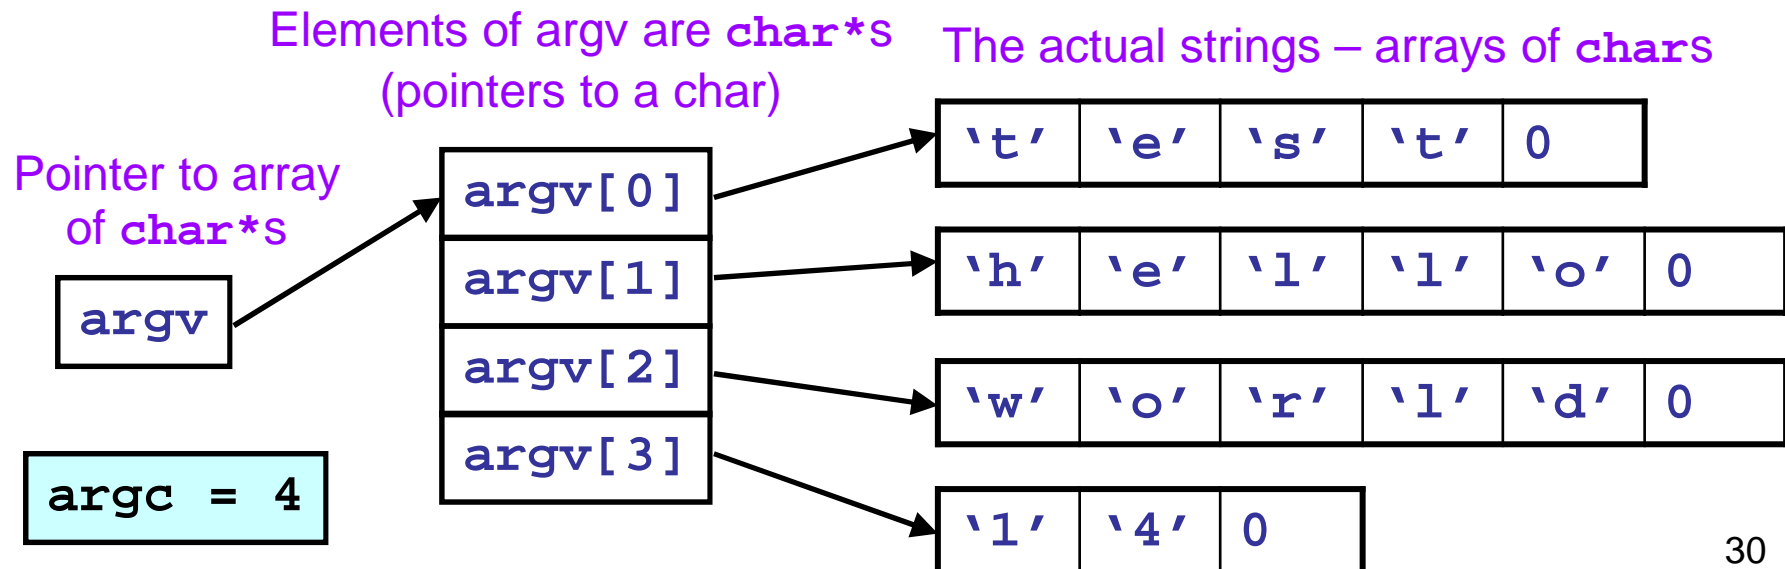 Elements of argv are char*s
(pointers to a char)
The actual strings – arrays of chars
Pointer to array
of char*s
argv
argc = 4
argv[0]
argv[1]
argv[2]
argv[3]
‘t’ ‘e’ ‘s’ ‘t’ 0
‘h’ ‘e’ ‘l’ ‘l’ ‘o’ 0
‘w’ ‘o’ ‘r’ ‘l’ ‘d’ 0
‘1’ ‘4’ 0
30